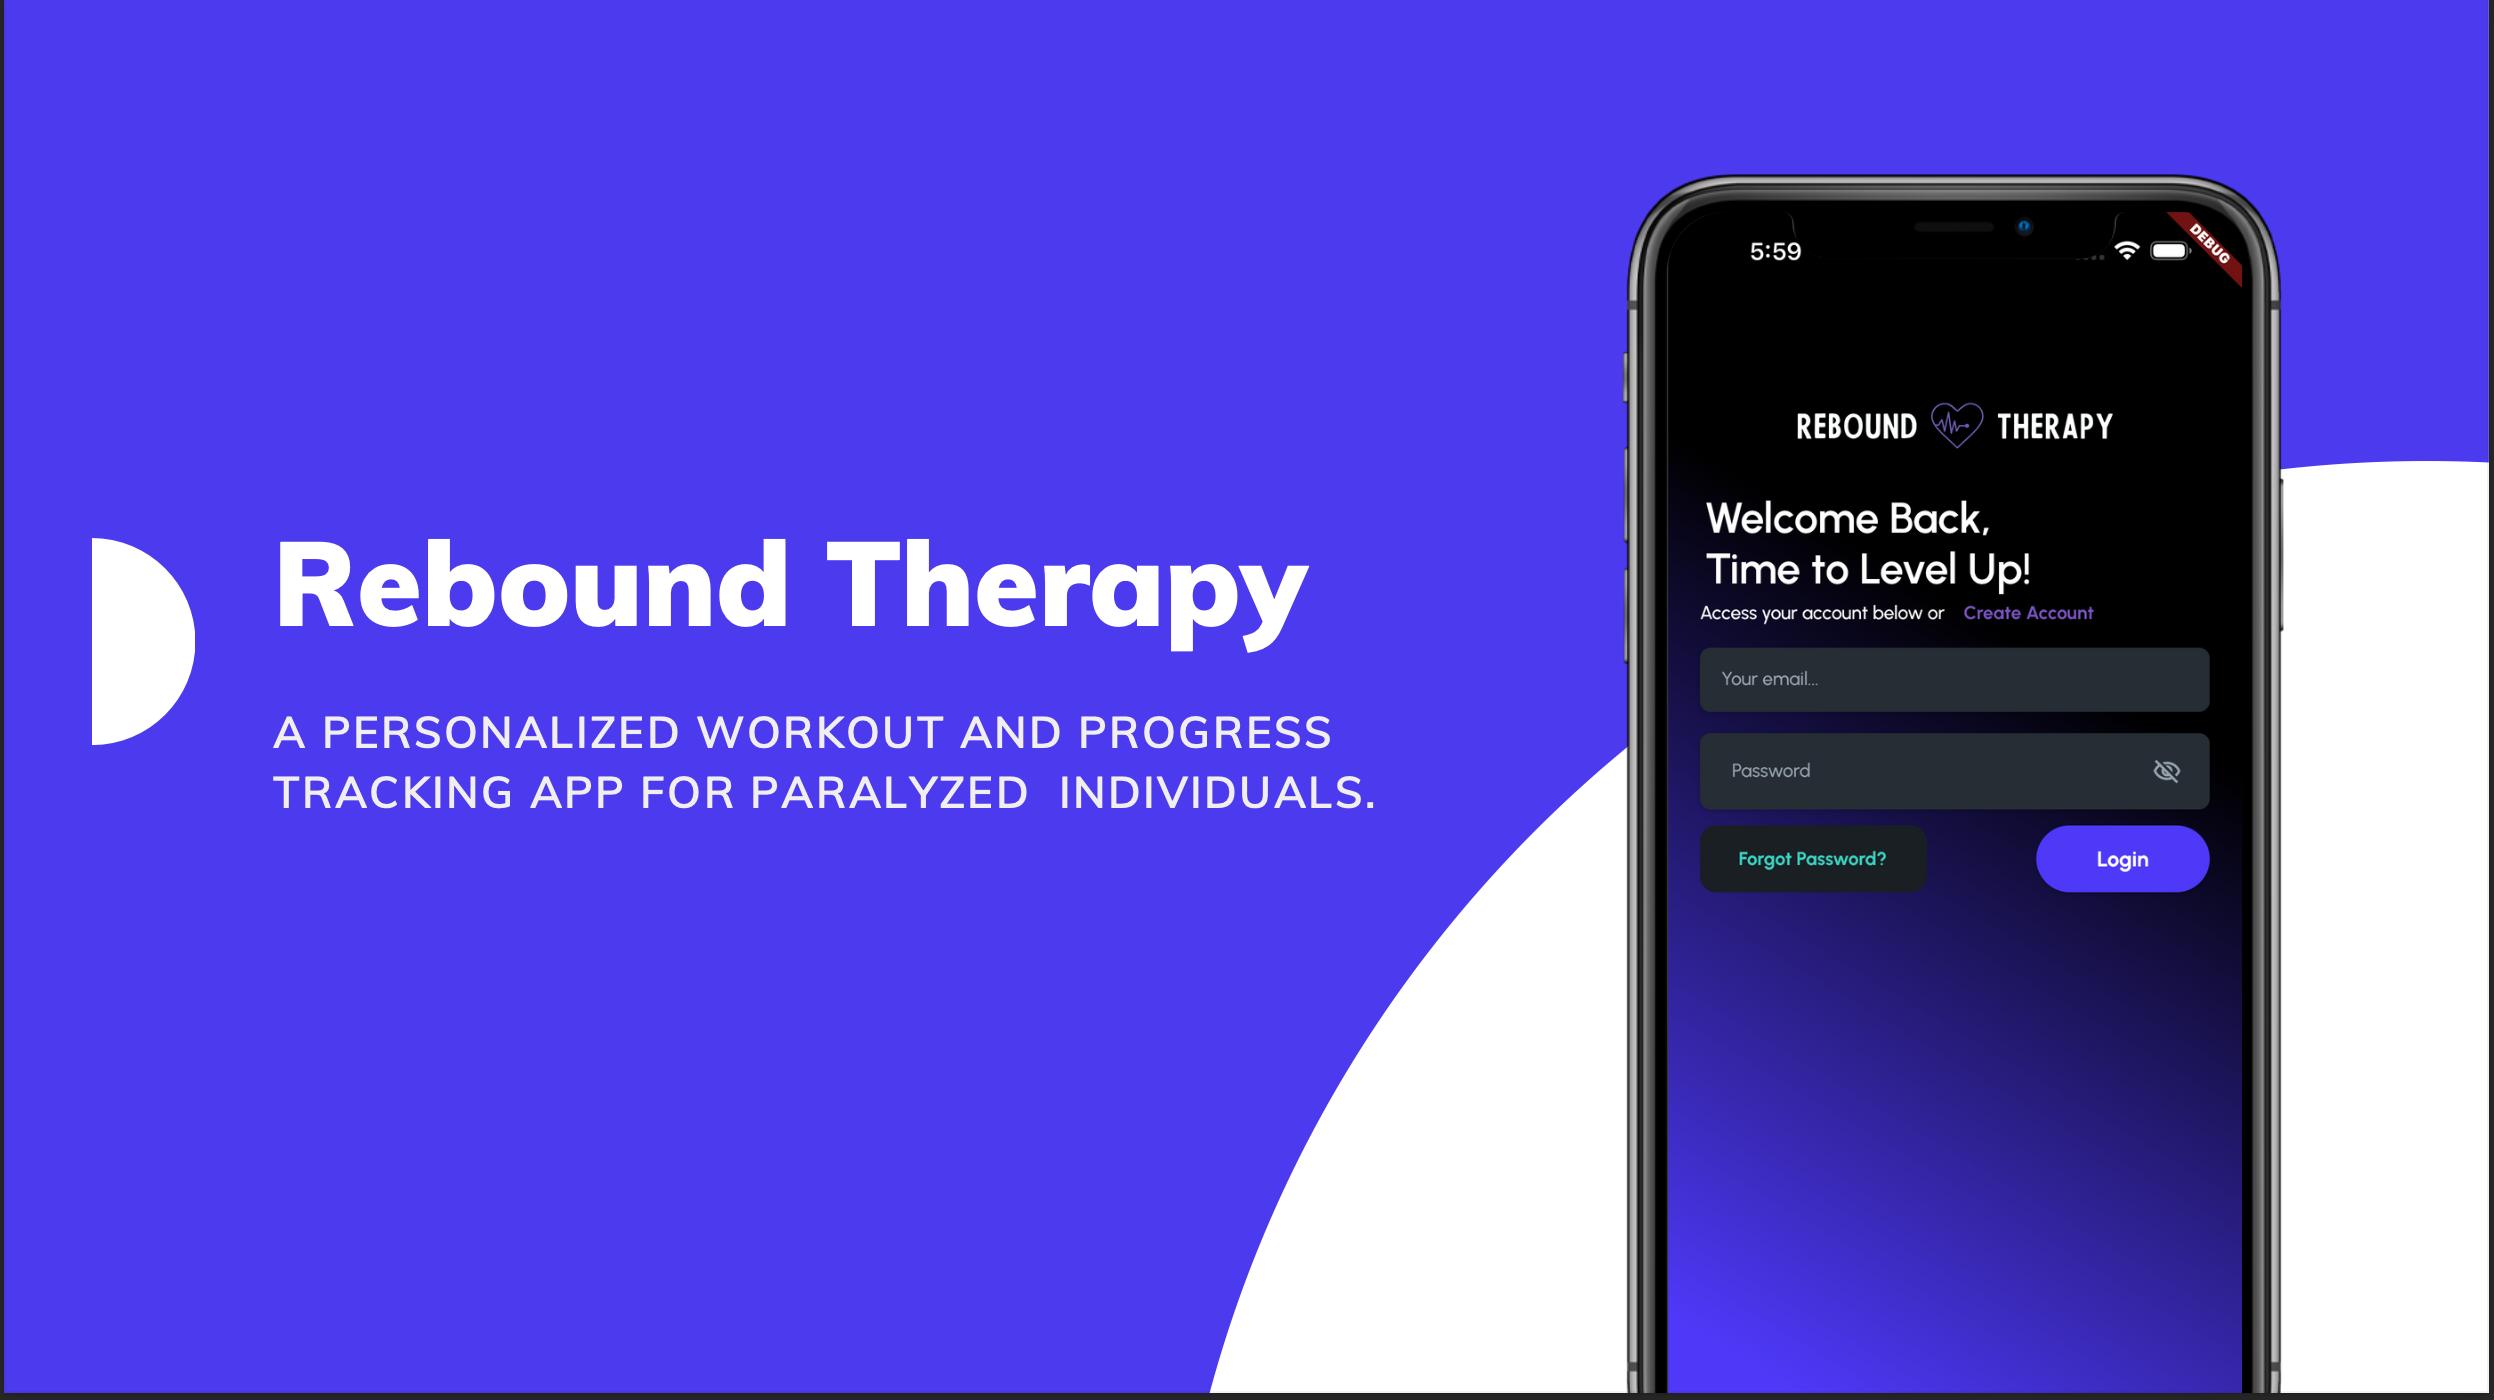 Rebound Therapy
A PERSONALIZED WORKOUT AND PROGRESS
TRACKING APP FOR PARALYZED INDIVIDUALS.
5:59
DEBUG
REBOUND THERAPY
Welcome Back,
Time to Level Up!
Access your account below or Create Account
Your email...
Password
Forgot Password?
Login